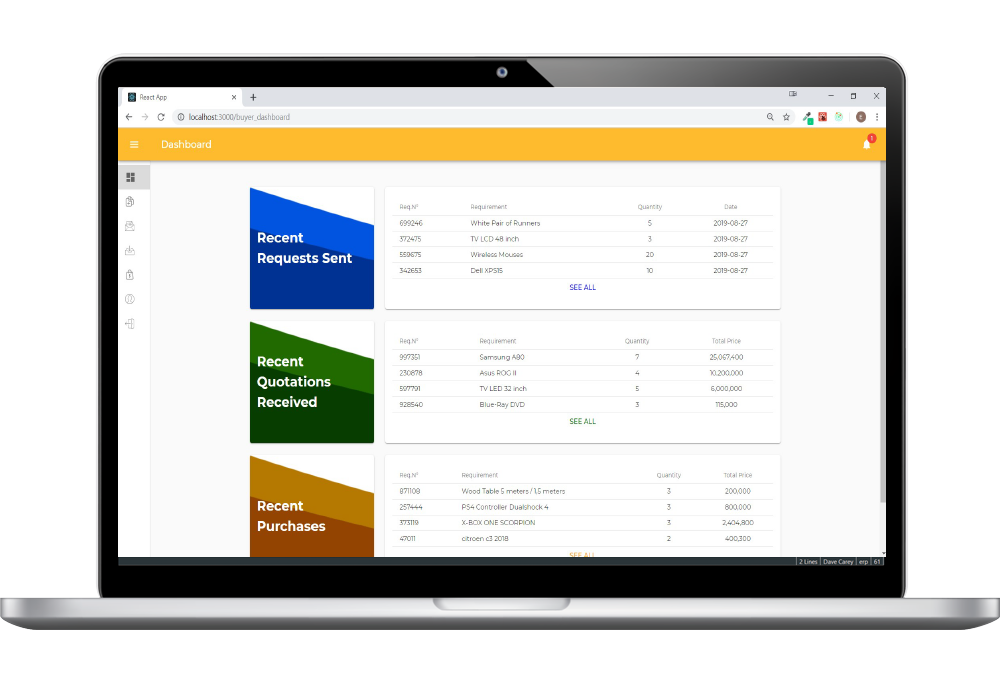 React App
localhost:3000/buyer_dashboard
E
Dashboard
1
Recent
Requests Sent
Req.Nº Requirement Quantity Date
699246 White Pair of Runners 5 2019-08-27
372475 TV LCD 48 inch 3 2019-08-27
559675 Wireless Mouses 20 2019-08-27
342653 Dell XPS15 10 2019-08-27
SEE ALL
Recent
Quotations
Received
Req.Nº Requirement Quantity Total Price
997351 Samsung A80 7 25,067,400
230878 Asus ROG II 4 10,200,000
597791 TV LED 32 inch 5 6,000,000
928540 Blue-Ray DVD 3 115,000
SEE ALL
Recent
Purchases
Req.Nº Requirement Quantity Total Price
871108 Wood Table 5 meters / 1,5 meters 3 200,000
257444 PS4 Controller Dualshock 4 3 800,000
373119 X-BOX ONE SCORPION 3 2,404,800
47011 citroen c3 2018 2 400,300
SEE ALL
2 Lines | Dave Carey | erp | 61